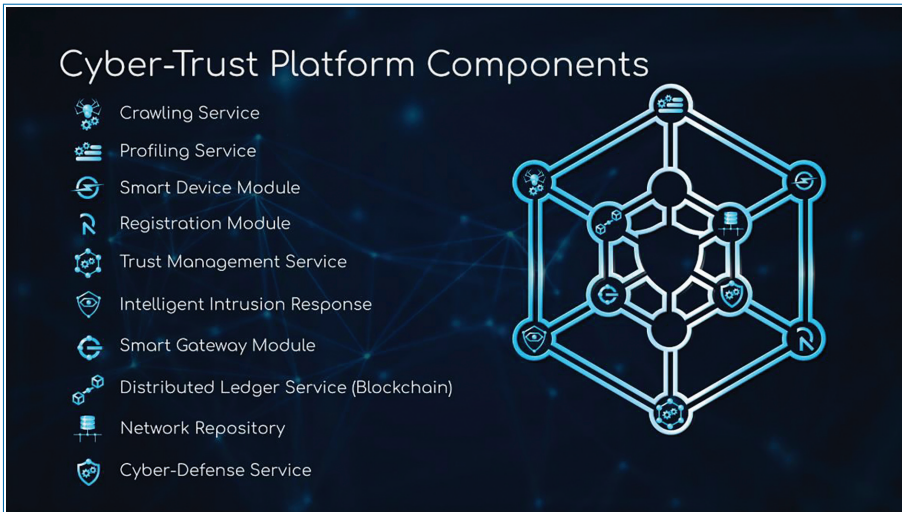 Cyber-Trust Platform Components
Crawling Service
Profiling Service
Smart Device Module
Registration Module
Trust Management Service
Intelligent Intrusion Response
Smart Gateway Module
Distributed Ledger Service (Blockchain)
Network Repository
Cyber-Defense Service